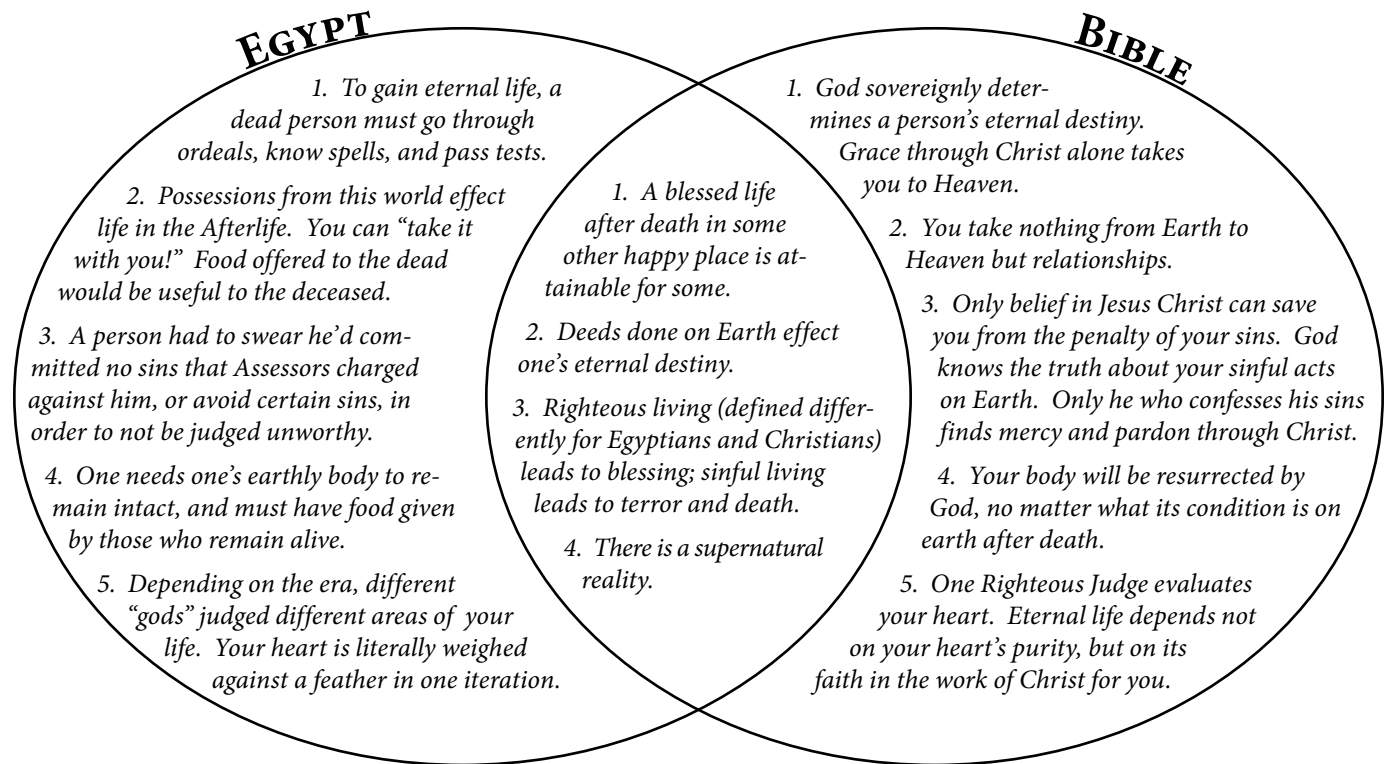 EGYPT
1. To gain eternal life, a
dead person must go through
ordeals, know spells, and pass tests.
2. Possessions from this world effect
life in the Afterlife. You can “take it
with you!” Food offered to the dead
would be useful to the deceased.
3. A person had to swear he’d com-
mitted no sins that Assessors charged
against him, or avoid certain sins, in
order to not be judged unworthy.
4. One needs one’s earthly body to re-
main intact, and must have food given
by those who remain alive.
5. Depending on the era, different
“gods” judged different areas of your
life. Your heart is literally weighed
against a feather in one iteration.
1. A blessed life
after death in some
other happy place is at-
tainable for some.
2. Deeds done on Earth effect
one’s eternal destiny.
3. Righteous living (defined differ-
ently for Egyptians and Christians)
leads to blessing; sinful living
leads to terror and death.
4. There is a supernatural
reality.
BIBLE
1. God sovereignly deter-
mines a person’s eternal destiny.
Grace through Christ alone takes
you to Heaven.
2. You take nothing from Earth to
Heaven but relationships.
3. Only belief in Jesus Christ can save
you from the penalty of your sins. God
knows the truth about your sinful acts
on Earth. Only he who confesses his sins
finds mercy and pardon through Christ.
4. Your body will be resurrected by
God, no matter what its condition is on
earth after death.
5. One Righteous Judge evaluates
your heart. Eternal life depends not
on your heart’s purity, but on its
faith in the work of Christ for you.